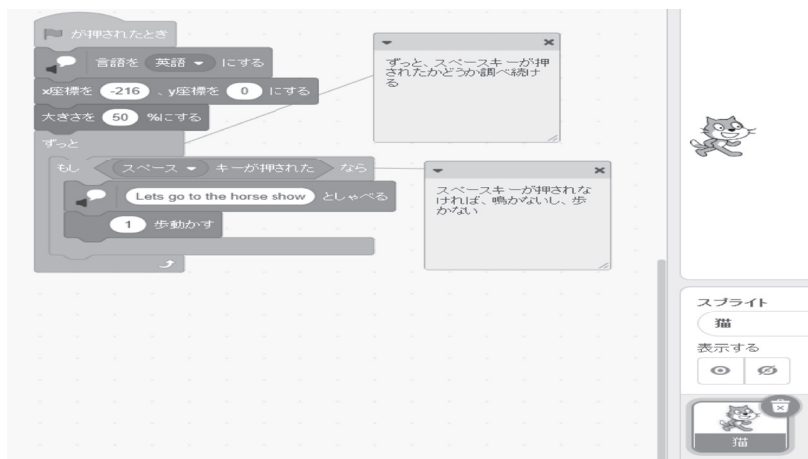 が押されたとき
言語を 英語 にする
x座標を -216 、y座標を 0 にする
大きさを 50 %にする
ずっと
もし スペース キーが押された なら
Lets go to the horse show としゃべる
1 歩動かす
ずっと、スペースキーが押
されたかどうか調べ続け
る
スペースキーが押されな
ければ、鳴かないし、歩
かない
スプライト
猫
表示する
猫